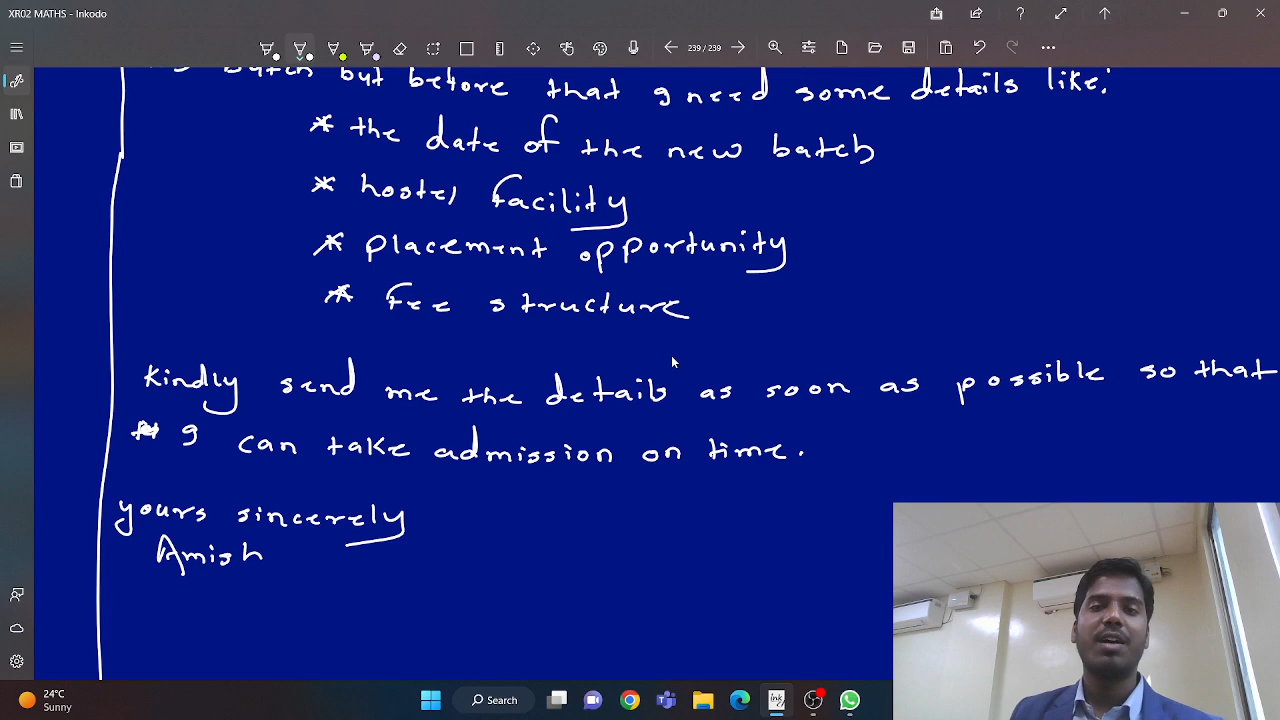 XR02 MATHS - Inkodo
239 / 239
batch but before that I need some details like:
* the date of the new batch
* hostel facility
* placement opportunity
* Fee structure
Kindly send me the details as soon as possible so that
I can take admission on time.
yours sincerely
Amish
24°C
Sunny
Search
ink